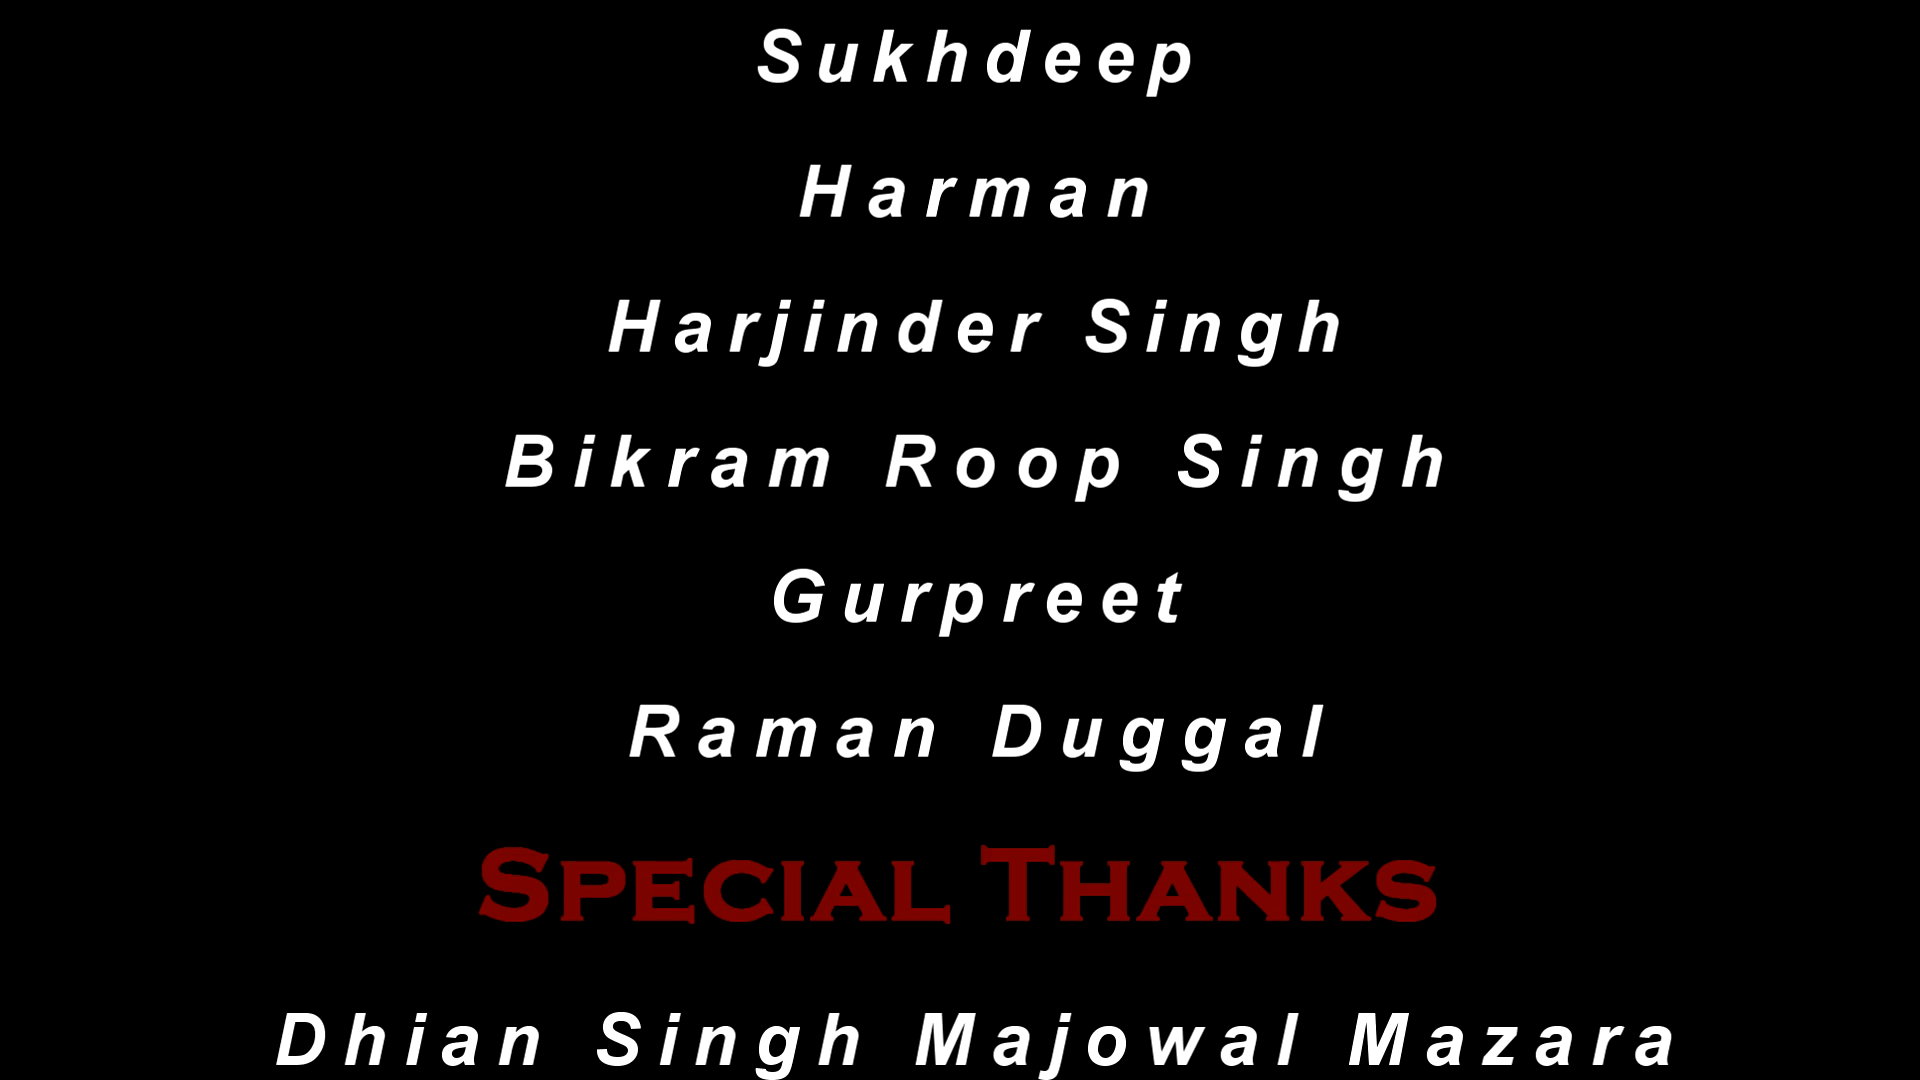 Sukhdeep
Harman
Harjinder Singh
Bikram Roop Singh
Gurpreet
Raman Duggal
SPECIAL THANKS
Dhian Singh Majowal Mazara